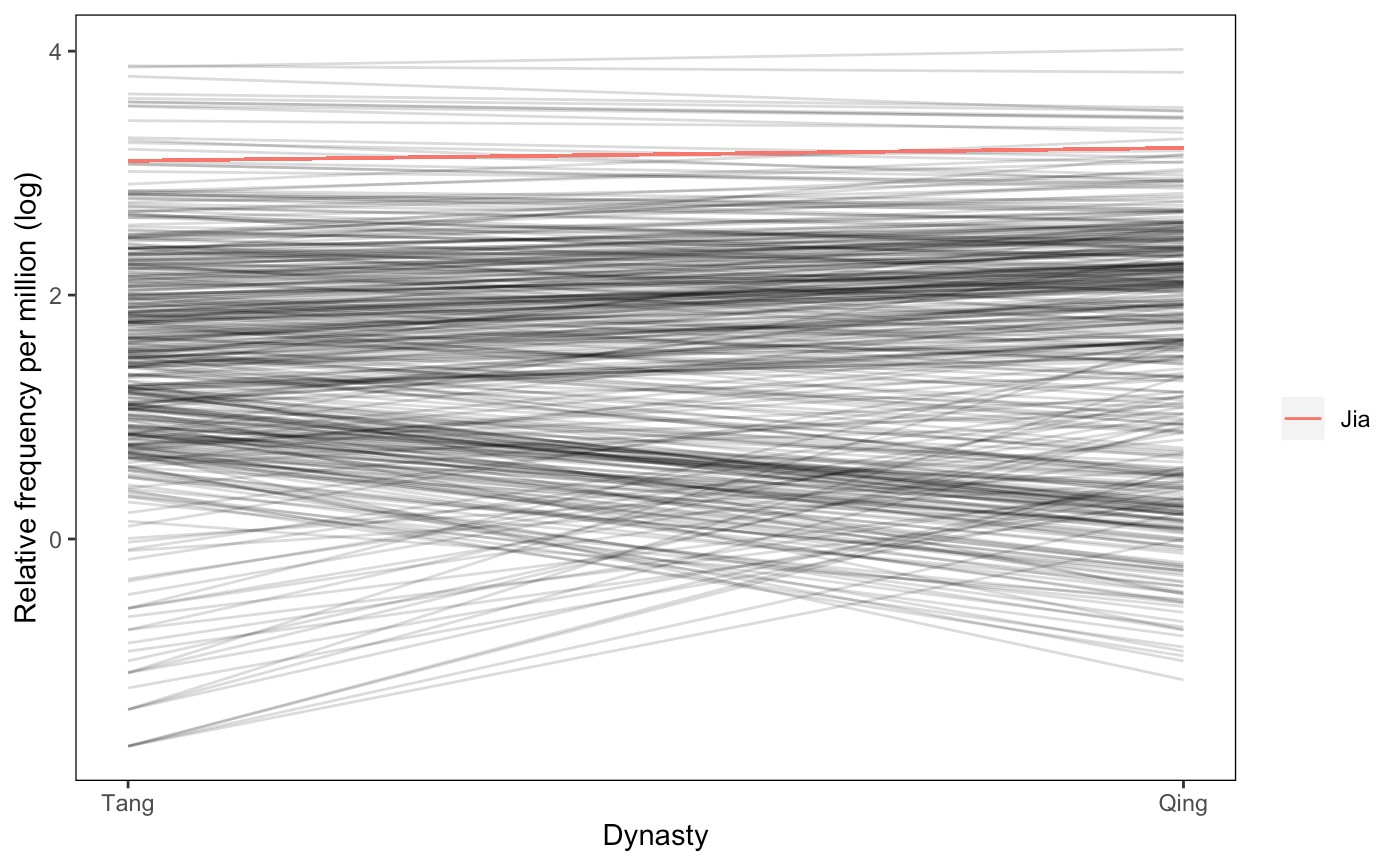 Relative frequency per million (log)
4
2
0
Tang
Qing
Dynasty
Jia